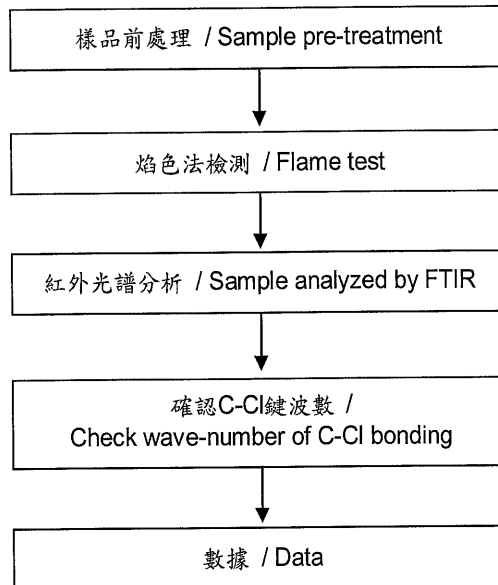 樣品前處理 / Sample pre-treatment
焰色法檢測 / Flame test
紅外光譜分析 / Sample analyzed by FTIR
確認C-Cl鍵波數 /
Check wave-number of C-Cl bonding
數據 / Data